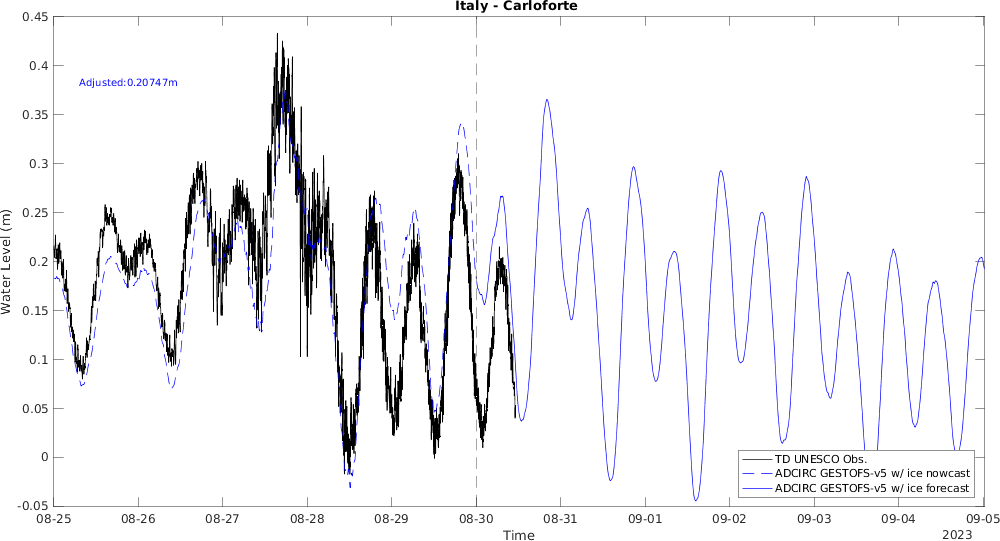 Italy - Carloforte
Adjusted:0.20747m
Water Level (m)
0.45
0.4
0.35
0.3
0.25
0.2
0.15
0.1
0.05
0
-0.05
TD UNESCO Obs.
ADCIRC GESTOFS-v5 w/ ice nowcast
ADCIRC GESTOFS-v5 w/ ice forecast
08-25 08-26 08-27 08-28 08-29 08-30 08-31 09-01 09-02 09-03 09-04 09-05
Time
2023